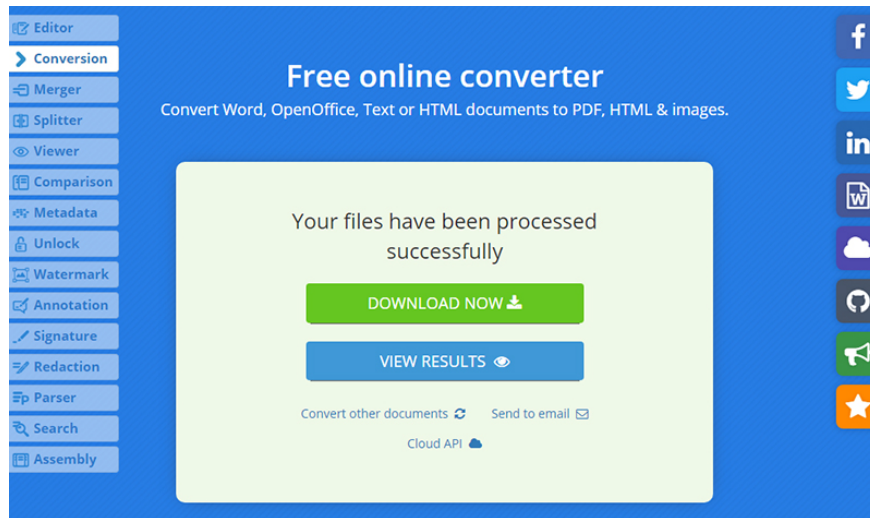 Editor
Conversion
Merger
Splitter
Viewer
Comparison
Metadata
Unlock
Watermark
Annotation
Signature
Redaction
Parser
Search
Assembly
Free online converter
Convert Word, OpenOffice, Text or HTML documents to PDF, HTML & images.
Your files have been processed
successfully
DOWNLOAD NOW
VIEW RESULTS
Convert other documents Send to email
Cloud API
f
in
W